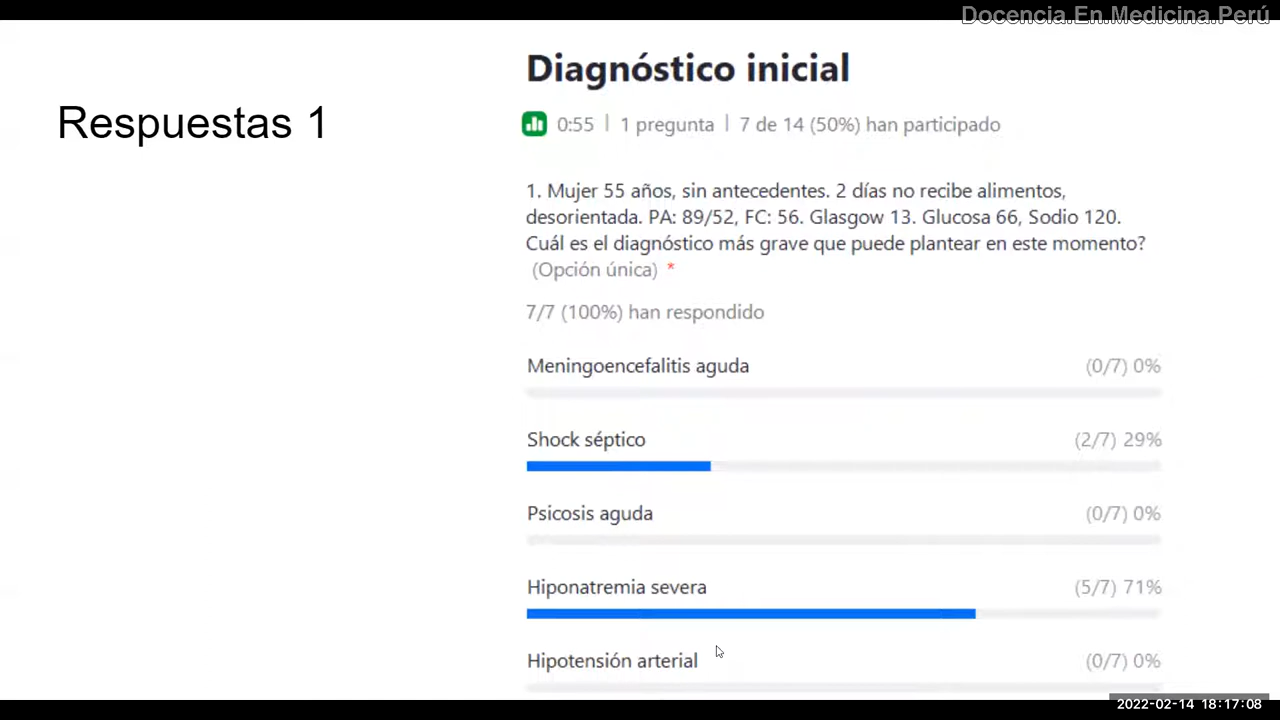 Docencia.En.Medicina.Perú
Diagnóstico inicial
Respuestas 1
0:55 | 1 pregunta | 7 de 14 (50%) han participado
1. Mujer 55 años, sin antecedentes. 2 días no recibe alimentos,
desorientada. PA: 89/52, FC: 56. Glasgow 13. Glucosa 66, Sodio 120.
Cuál es el diagnóstico más grave que puede plantear en este momento?
(Opción única) *
7/7 (100%) han respondido
Meningoencefalitis aguda (0/7) 0%
Shock séptico (2/7) 29%
Psicosis aguda (0/7) 0%
Hiponatremia severa (5/7) 71%
Hipotensión arterial (0/7) 0%
2022-02-14 18:17:08